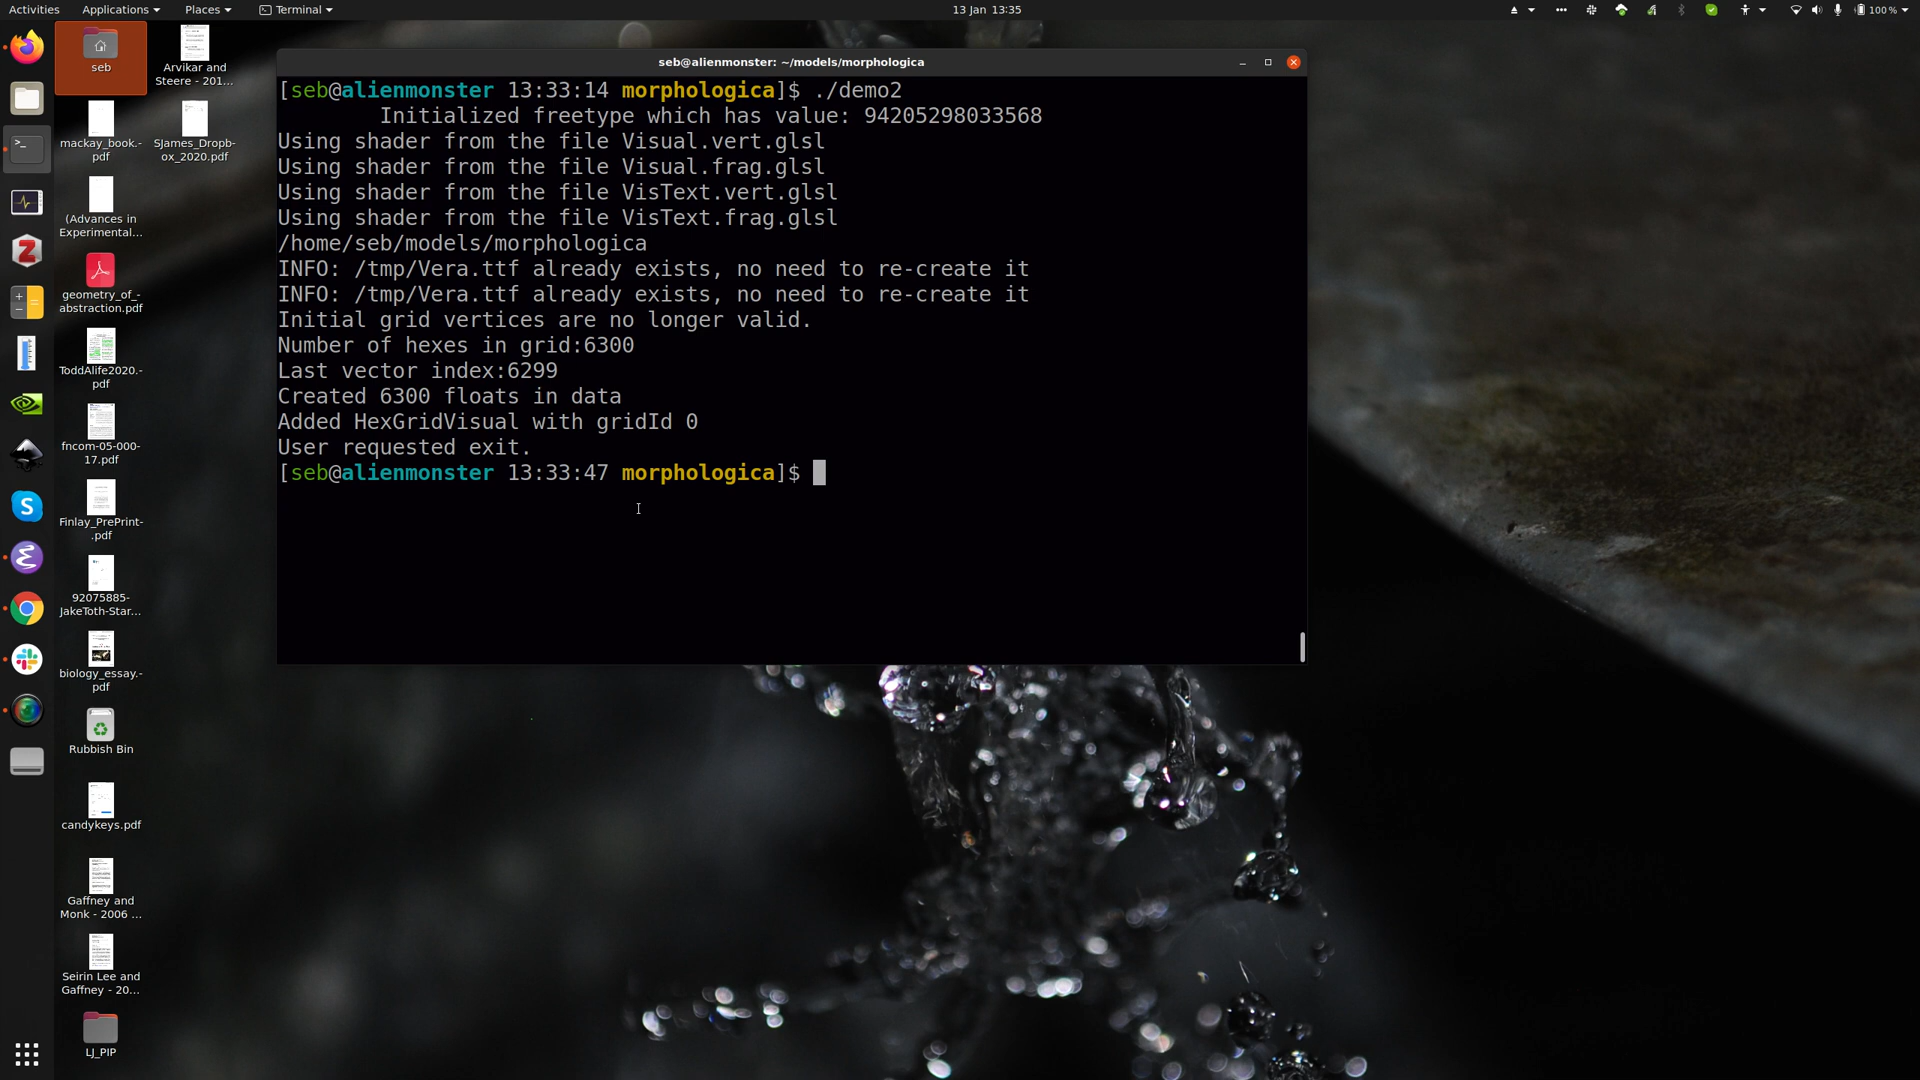 Activities
Applications
Places
Terminal
13 Jan 13:35
100 %
seb
Arvikar and
Steere - 201...
mackay_book.-
pdf
SJames_Dropb-
ox_2020.pdf
(Advances in
Experimental...
geometry_of_-
abstraction.pdf
ToddAlife2020.-
pdf
fncom-05-000-
17.pdf
Finlay_PrePrint-
.pdf
92075885-
JakeToth-Star...
biology_essay.-
pdf
Rubbish Bin
candykeys.pdf
Gaffney and
Monk - 2006 ...
Seirin Lee and
Gaffney - 20...
LJ_PIP
seb@alienmonster: ~/models/morphologica
[seb@alienmonster 13:33:14 morphologica]$ ./demo2
Initialized freetype which has value: 94205298033568
Using shader from the file Visual.vert.glsl
Using shader from the file Visual.frag.glsl
Using shader from the file VisText.vert.glsl
Using shader from the file VisText.frag.glsl
/home/seb/models/morphologica
INFO: /tmp/Vera.ttf already exists, no need to re-create it
INFO: /tmp/Vera.ttf already exists, no need to re-create it
Initial grid vertices are no longer valid.
Number of hexes in grid:6300
Last vector index:6299
Created 6300 floats in data
Added HexGridVisual with gridId 0
User requested exit.
[seb@alienmonster 13:33:47 morphologica]$